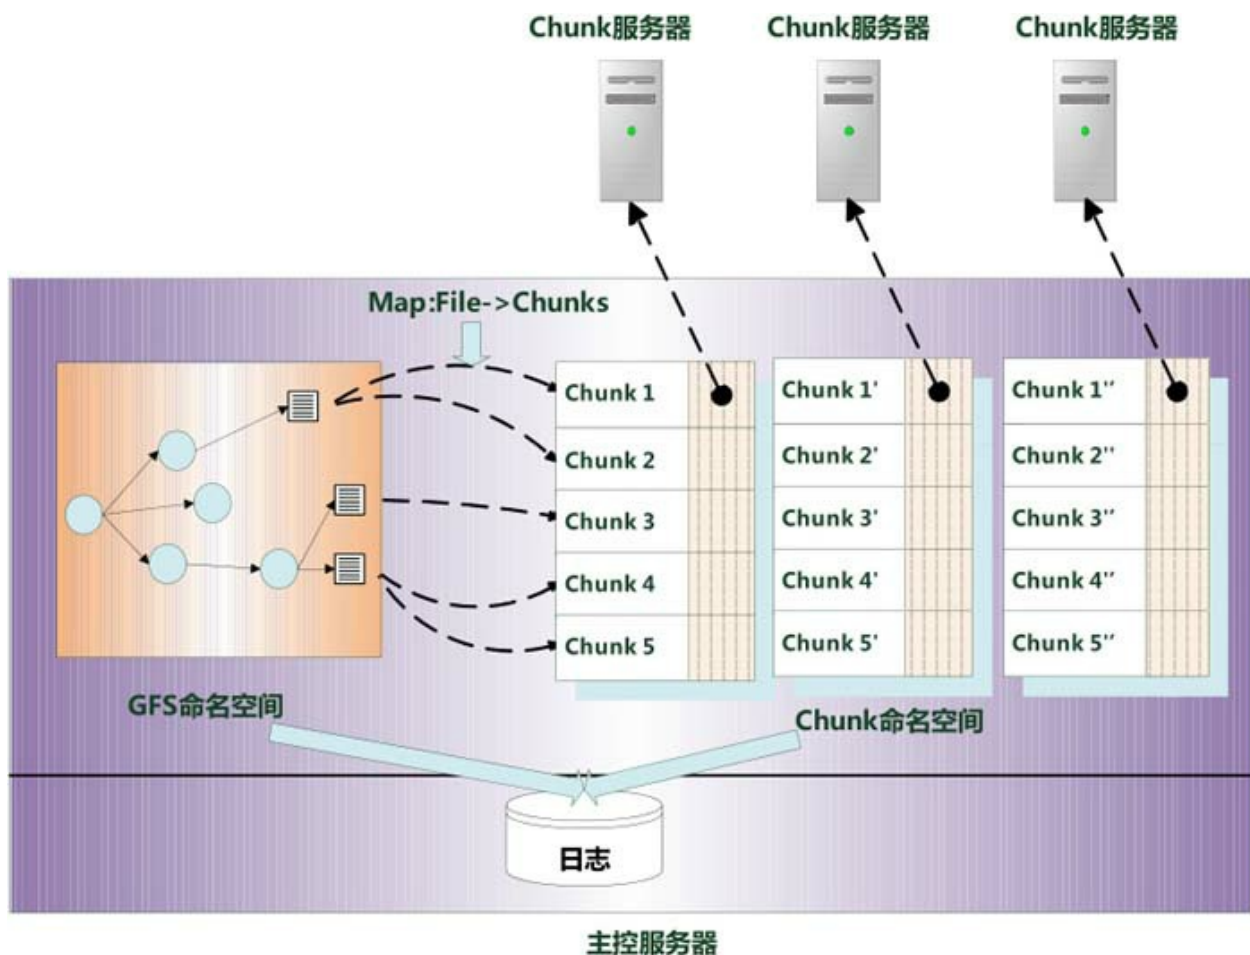 Chunk服务器
Chunk服务器
Chunk服务器
Map:File->Chunks
Chunk 1
Chunk 2
Chunk 3
Chunk 4
Chunk 5
Chunk 1'
Chunk 2'
Chunk 3'
Chunk 4'
Chunk 5'
Chunk 1''
Chunk 2''
Chunk 3''
Chunk 4''
Chunk 5''
GFS命名空间
Chunk命名空间
日志
主控服务器